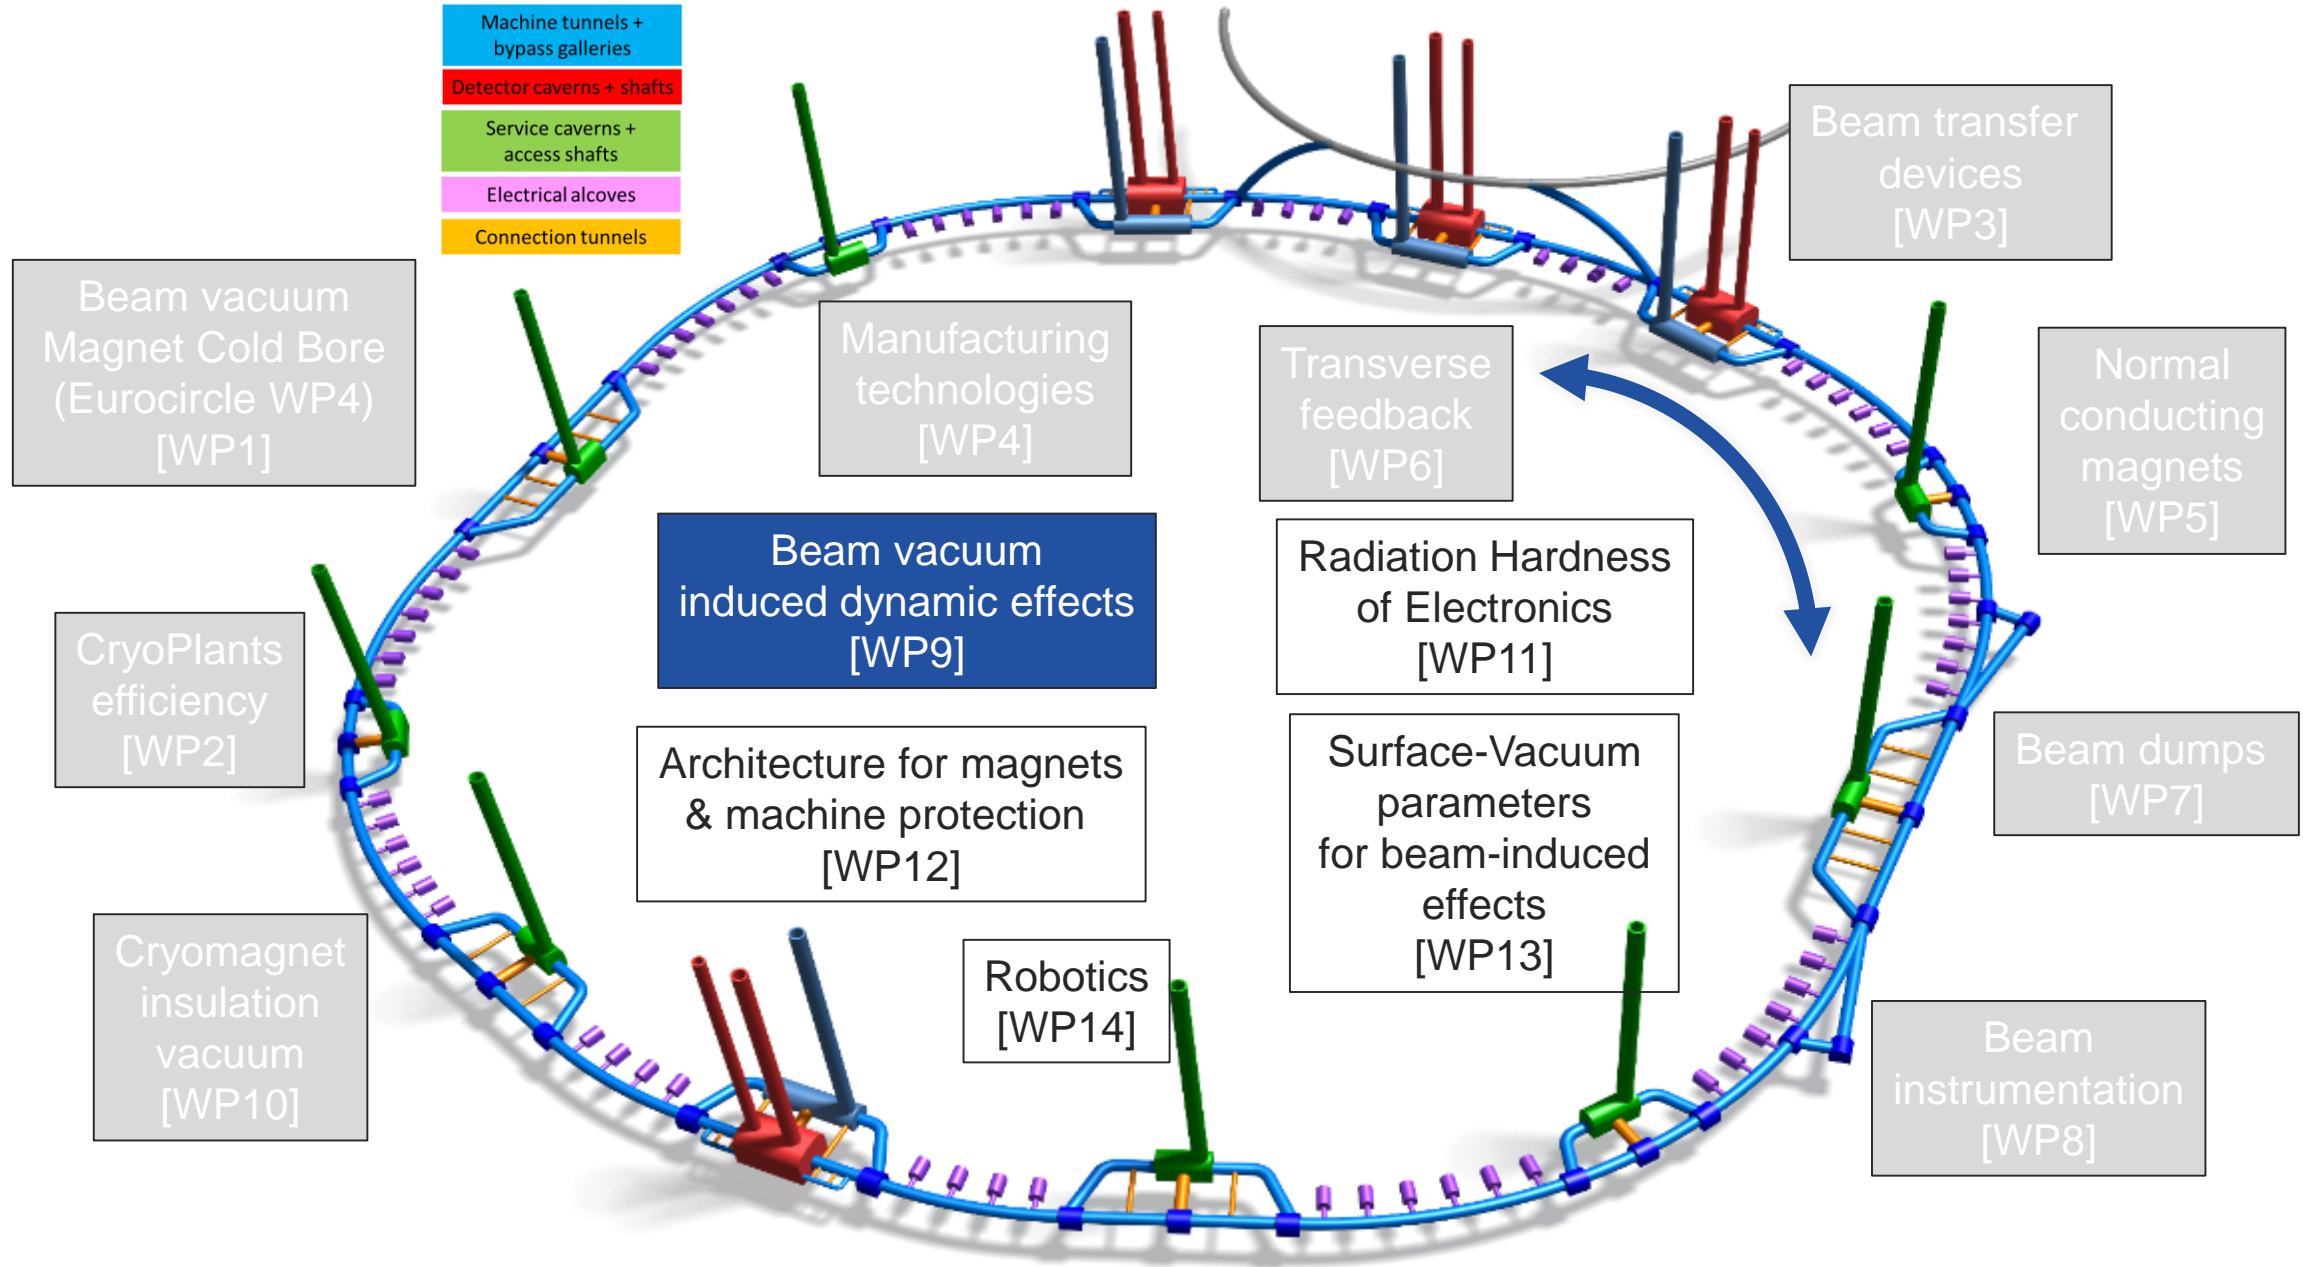 Machine tunnels +
bypass galleries
Detector caverns + shafts
Service caverns +
access shafts
Electrical alcoves
Connection tunnels
Beam transfer
devices
[WP3]
Beam vacuum
Magnet Cold Bore
(Eurocircle WP4)
[WP1]
Manufacturing
technologies
[WP4]
Transverse
feedback
[WP6]
Normal
conducting
magnets
[WP5]
Beam vacuum
induced dynamic effects
[WP9]
Radiation Hardness
of Electronics
[WP11]
CryoPlants
efficiency
[WP2]
Architecture for magnets
& machine protection
[WP12]
Surface-Vacuum
parameters
for beam-induced
effects
[WP13]
Beam dumps
[WP7]
Cryomagnet
insulation
vacuum
[WP10]
Robotics
[WP14]
Beam
instrumentation
[WP8]